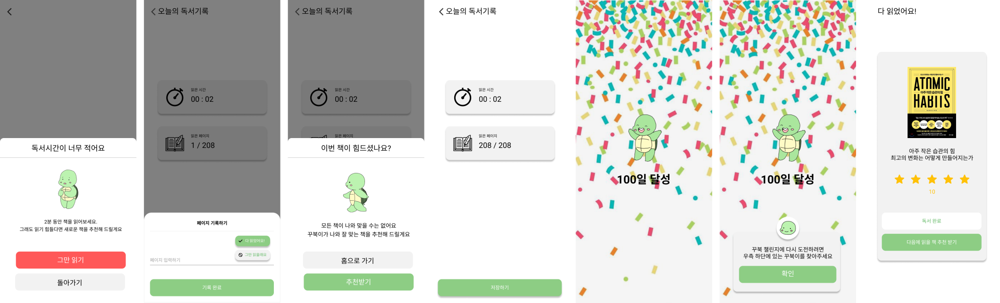 독서시간이 너무 적어요
2분 동안 책을 읽어보세요.
그래도 읽기 힘들다면 새로운 책을 추천해 드릴게요
그만 읽기
돌아가기
오늘의 독서기록
읽은 시간
00 : 02
읽은 페이지
1 / 208
페이지 기록하기
다 읽었어요!
그만 읽을래요
페이지 입력하기
기록 완료
오늘의 독서기록
읽은 시간
00 : 02
읽은 페이지
이번 책이 힘드셨나요?
모든 책이 나와 맞을 수는 없어요
꾸북이가 나와 잘 맞는 책을 추천해 드릴게요
홈으로 가기
추천받기
오늘의 독서기록
읽은 시간
00 : 02
읽은 페이지
208 / 208
저장하기
100일 달성
100일 달성
꾸북 챌린지에 다시 도전하려면
우측 하단에 있는 꾸북이를 찾아주세요
확인
다 읽었어요!
ATOMIC
아주 작은 습관의 힘
HABITS
아주 작은 습관의 힘
최고의 변화는 어떻게 만들어지는가
10
독서 완료
다음에 읽을 책 추천 받기